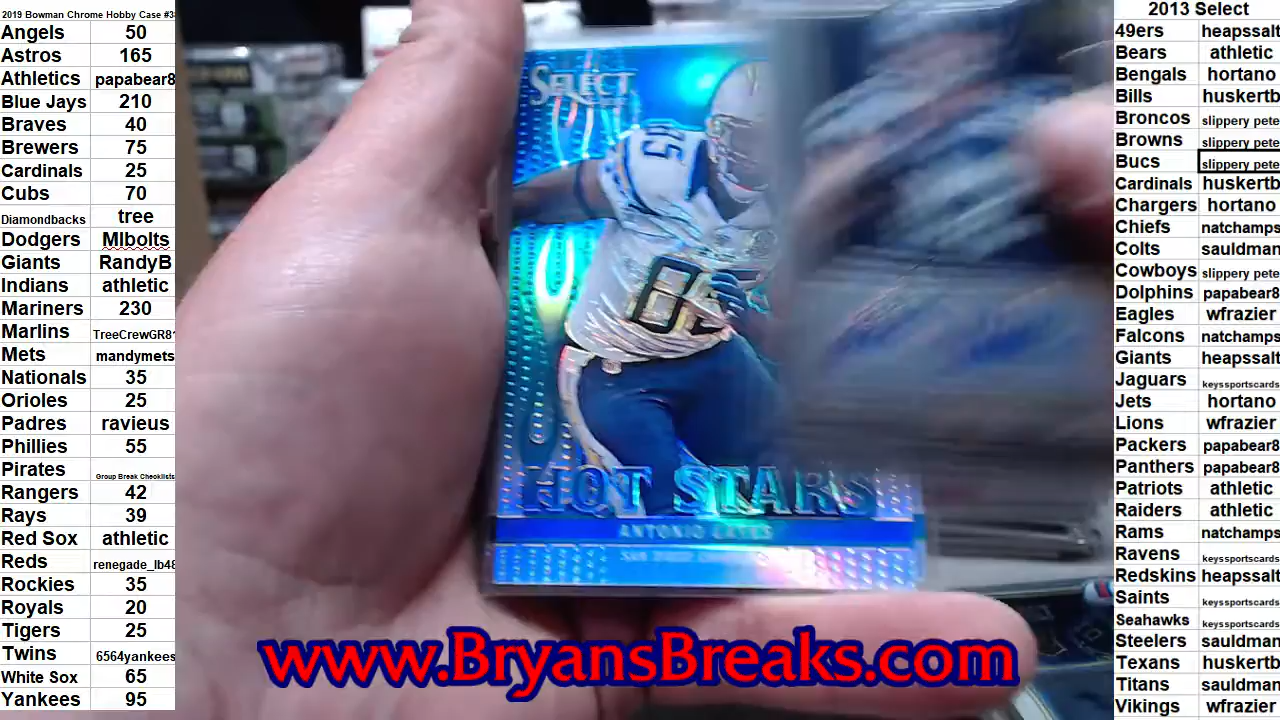 2019 Bowman Chrome Hobby Case #3
Angels 50
Astros 165
Athletics papabear8
Blue Jays 210
Braves 40
Brewers 75
Cardinals 25
Cubs 70
Diamondbacks tree
Dodgers Mlbolts
Giants RandyB
Indians athletic
Mariners 230
Marlins TreeCrewGR8
Mets mandymets
Nationals 35
Orioles 25
Padres ravieus
Phillies 55
Pirates Group Break Checklists
Rangers 42
Rays 39
Red Sox athletic
Reds renegade_lb48
Rockies 35
Royals 20
Tigers 25
Twins 6564yankees
White Sox 65
Yankees 95
SELECT
85
85
HOT STARS
ANTONIO GATES
SAN
www.BryansBreaks.com
2013 Select
49ers heapssalt
Bears athletic
Bengals hortano
Bills huskertb
Broncos slippery pete
Browns slippery pete
Bucs slippery pete
Cardinals huskertb
Chargers hortano
Chiefs natchamps
Colts sauldman
Cowboys slippery pete
Dolphins papabear8
Eagles wfrazier
Falcons natchamps
Giants heapssalt
Jaguars keyssportscards
Jets hortano
Lions wfrazier
Packers papabear8
Panthers papabear8
Patriots athletic
Raiders athletic
Rams natchamps
Ravens keyssportscards
Redskins heapssalt
Saints keyssportscards
Seahawks keyssportscards
Steelers sauldman
Texans huskertb
Titans sauldman
Vikings wfrazier